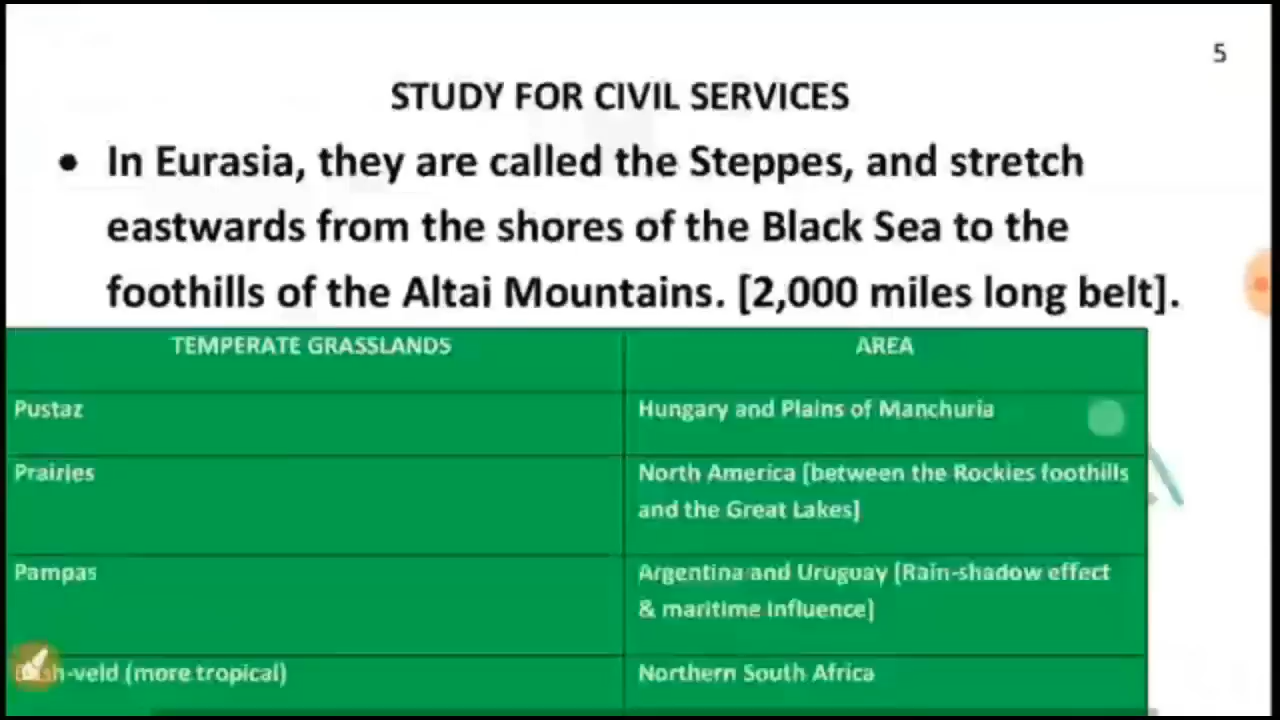 5
STUDY FOR CIVIL SERVICES
• In Eurasia, they are called the Steppes, and stretch
eastwards from the shores of the Black Sea to the
foothills of the Altai Mountains. [2,000 miles long belt].
TEMPERATE GRASSLANDS AREA
Pustaz Hungary and Plains of Manchuria
Prairies North America [between the Rockies foothills
and the Great Lakes]
Pampas Argentina and Uruguay [Rain-shadow effect
& maritime influence]
(more tropical) Northern South Africa